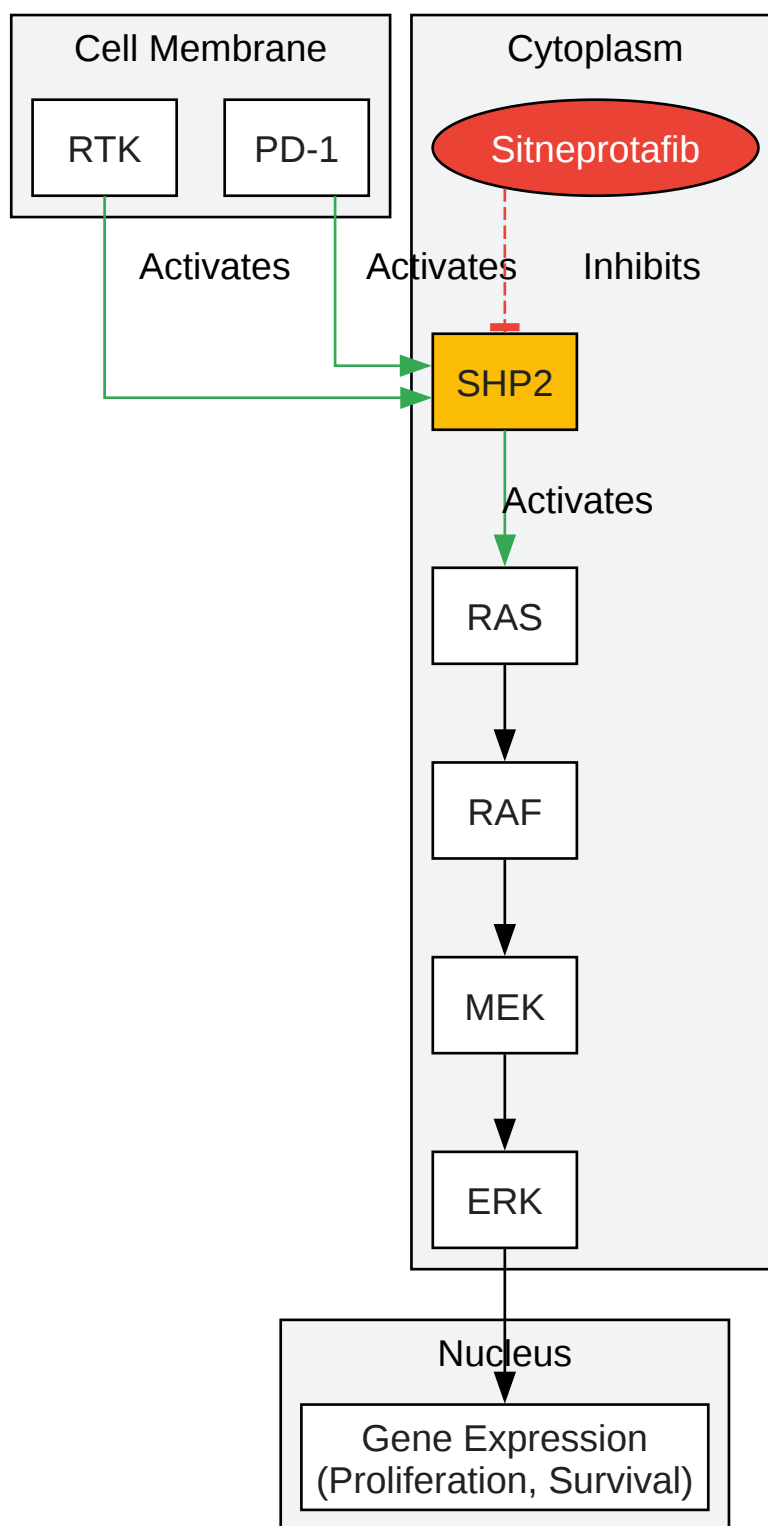 Cell Membrane
Cytoplasm
RTK
PD-1
Sitneprotafib
Activates
Activates
Inhibits
SHP2
Activates
RAS
RAF
MEK
ERK
Nucleus
Gene Expression
(Proliferation, Survival)